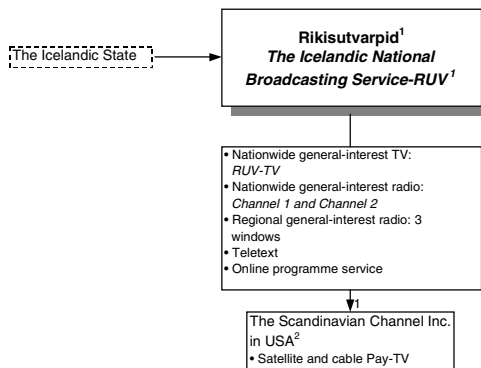 Rikisutvarpid¹
The Icelandic National
Broadcasting Service-RUV ¹
The Icelandic State
• Nationwide general-interest TV:
RUV-TV
• Nationwide general-interest radio:
Channel 1 and Channel 2
• Regional general-interest radio: 3
windows
• Teletext
• Online programme service
1
The Scandinavian Channel Inc.
in USA²
• Satellite and cable Pay-TV